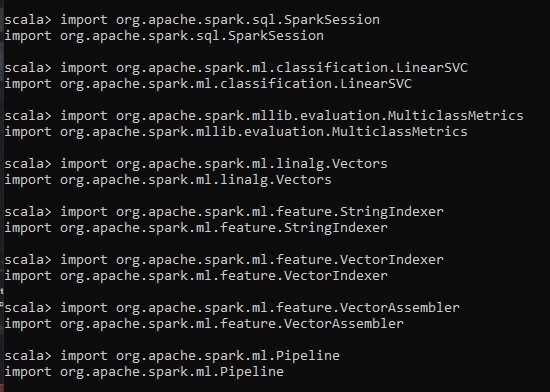 scala> import org.apache.spark.sql.SparkSession
import org.apache.spark.sql.SparkSession
scala> import org.apache.spark.ml.classification.LinearSVC
import org.apache.spark.ml.classification.LinearSVC
scala> import org.apache.spark.mllib.evaluation.MulticlassMetrics
import org.apache.spark.mllib.evaluation.MulticlassMetrics
scala> import org.apache.spark.ml.linalg.Vectors
import org.apache.spark.ml.linalg.Vectors
scala> import org.apache.spark.ml.feature.StringIndexer
import org.apache.spark.ml.feature.StringIndexer
scala> import org.apache.spark.ml.feature.VectorIndexer
import org.apache.spark.ml.feature.VectorIndexer
scala> import org.apache.spark.ml.feature.VectorAssembler
import org.apache.spark.ml.feature.VectorAssembler
scala> import org.apache.spark.ml.Pipeline
import org.apache.spark.ml.Pipeline